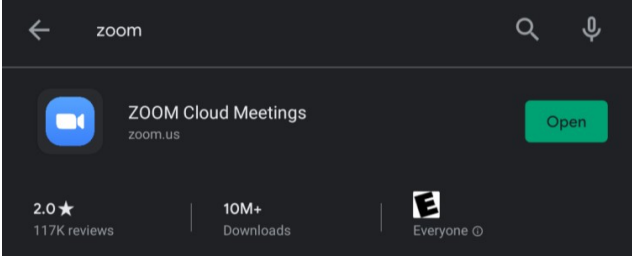 zoom
ZOOM Cloud Meetings
zoom.us
Open
2.0★
117K reviews
10M+
Downloads
E
Everyone ⓘ